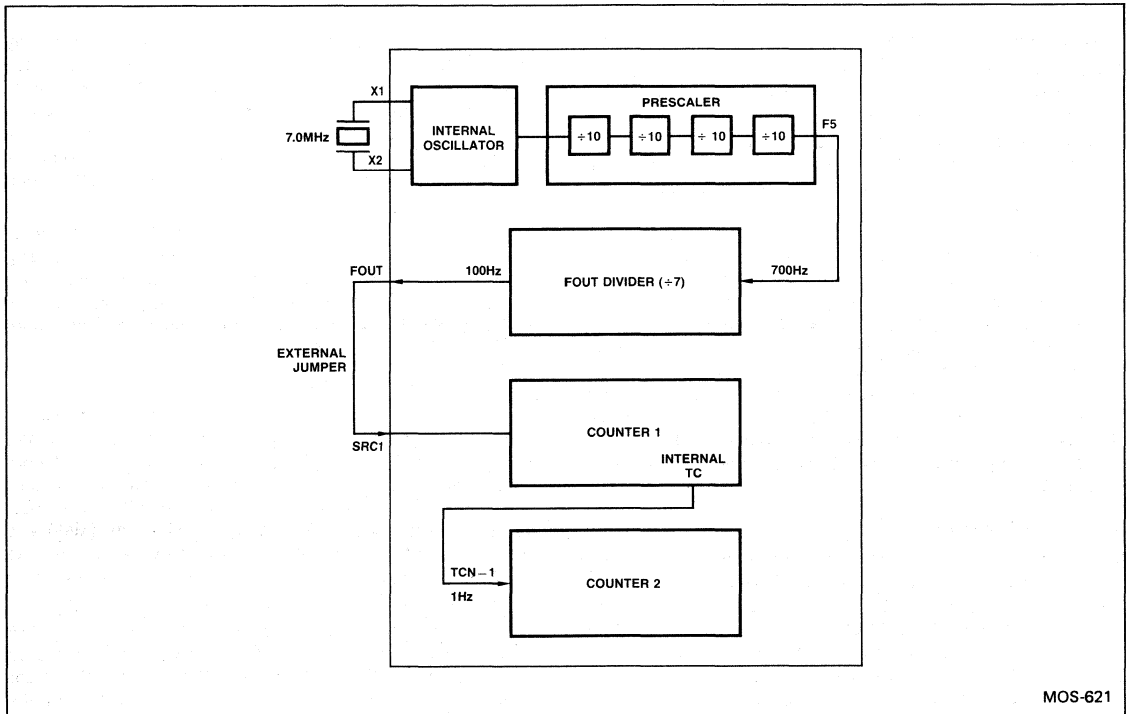 X1
7.0MHz
X2
INTERNAL
OSCILLATOR
PRESCALER
÷10
÷10
÷10
÷10
F5
FOUT
100Hz
FOUT DIVIDER (÷7)
700Hz
EXTERNAL
JUMPER
SRC1
COUNTER 1
INTERNAL
TC
TCN−1
1Hz
COUNTER 2
MOS-621